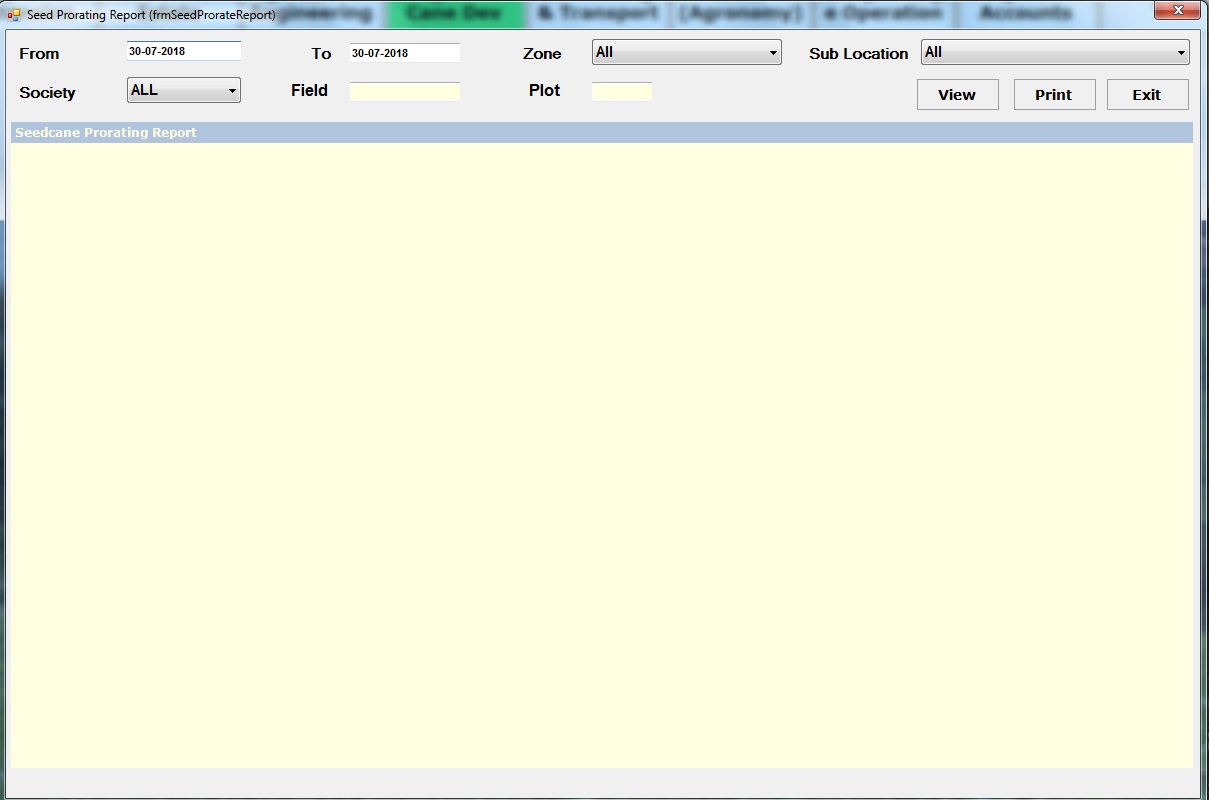 Seed Prorating Report (frmSeedProrateReport)
Cane Dev
& Transport
(Agronomy)
e Operation
Accounts
From 30-07-2018 To 30-07-2018 Zone All Sub Location All
Society ALL Field Plot View Print Exit
Seedcane Prorating Report